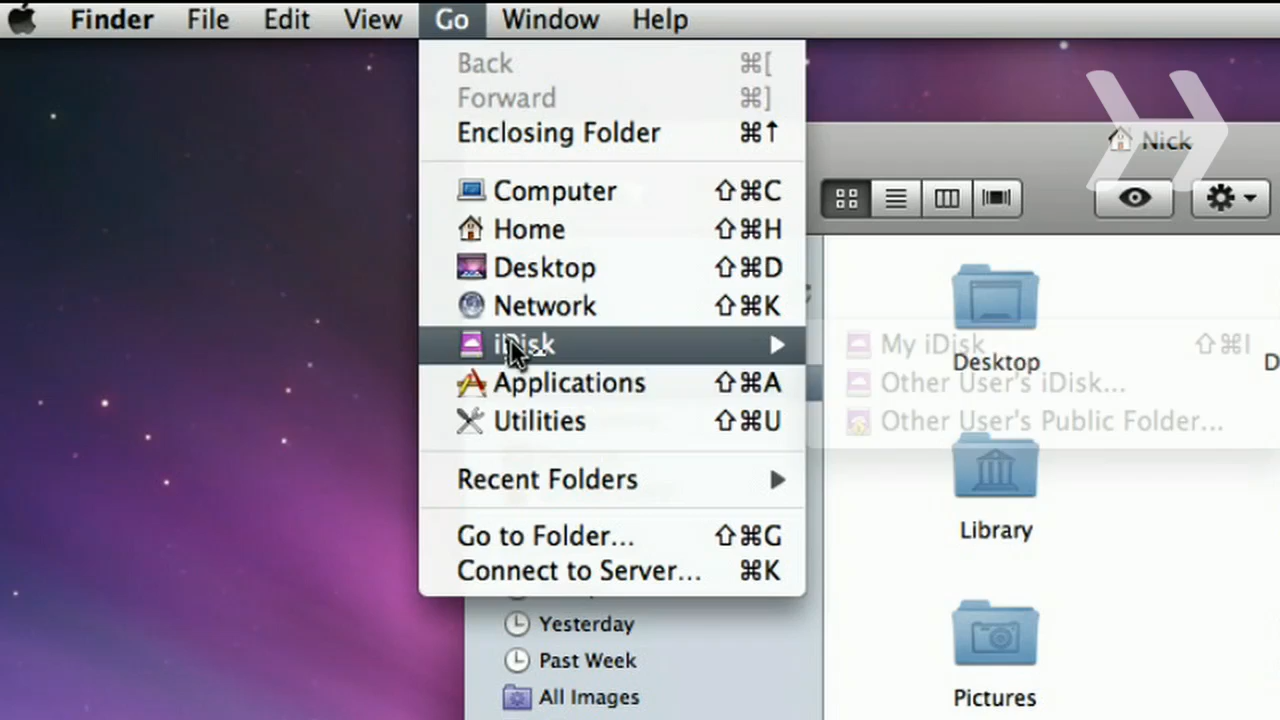 Finder File Edit View Go Window Help
Back ⌘[
Forward ⌘]
Enclosing Folder ⌘↑
Computer ⇧⌘C
Home ⇧⌘H
Desktop ⇧⌘D
Network ⇧⌘K
iDisk
Applications ⇧⌘A
Utilities ⇧⌘U
Recent Folders
Go to Folder... ⇧⌘G
Connect to Server... ⌘K
My iDisk ⇧⌘I
Other User's iDisk...
Other User's Public Folder...
Nick
Desktop
D
Library
Pictures
Yesterday
Past Week
All Images